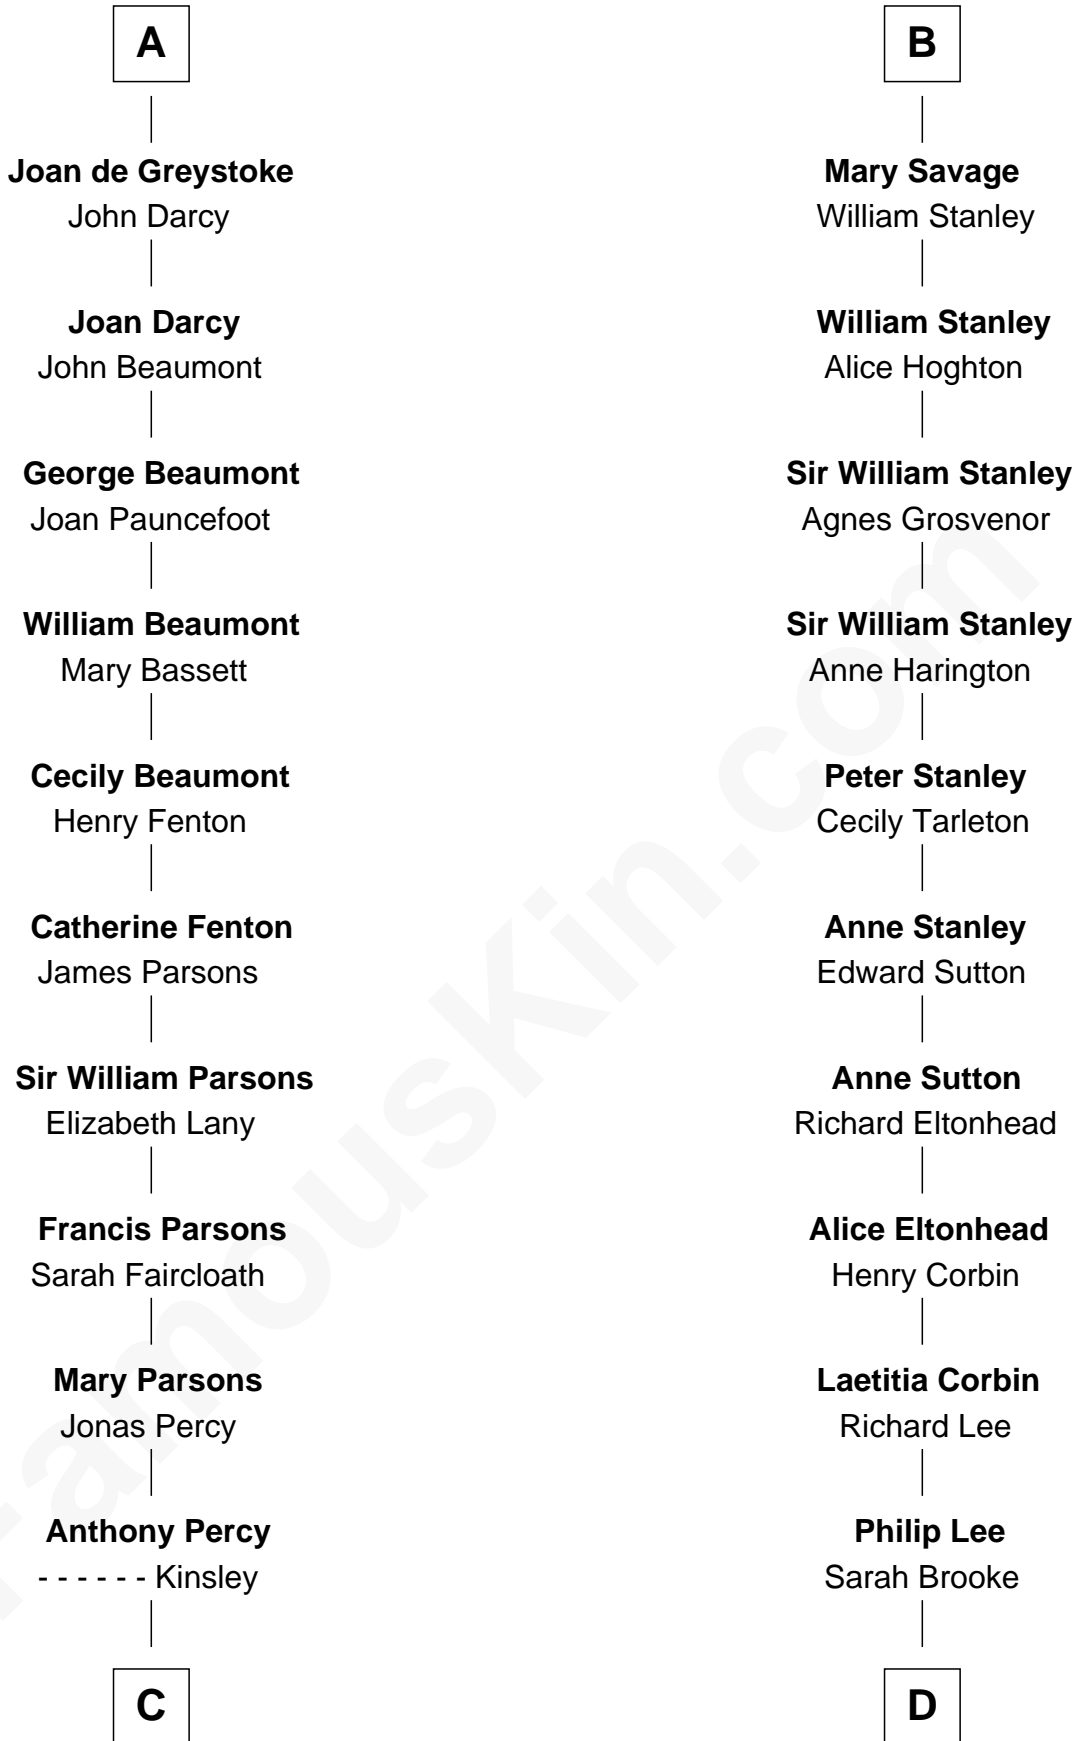 A
Joan de Greystoke
John Darcy
Joan Darcy
John Beaumont
George Beaumont
Joan Pauncefoot
William Beaumont
Mary Bassett
Cecily Beaumont
Henry Fenton
Catherine Fenton
James Parsons
Sir William Parsons
Elizabeth Lany
Francis Parsons
Sarah Faircloath
Mary Parsons
Jonas Percy
Anthony Percy
- - - - - - Kinsley
C
B
Mary Savage
William Stanley
William Stanley
Alice Hoghton
Sir William Stanley
Agnes Grosvenor
Sir William Stanley
Anne Harington
Peter Stanley
Cecily Tarleton
Anne Stanley
Edward Sutton
Anne Sutton
Richard Eltonhead
Alice Eltonhead
Henry Corbin
Laetitia Corbin
Richard Lee
Philip Lee
Sarah Brooke
D
FamousKin.com